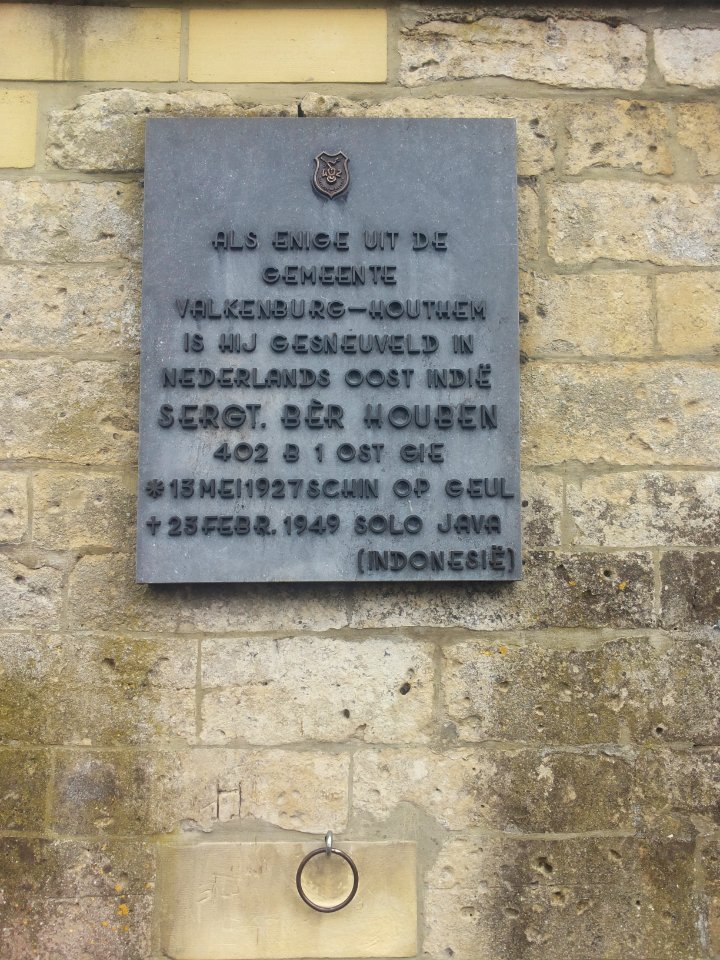 402
ALS ENIGE UIT DE
GEMEENTE
VALKENBURG-HOUTHEM
IS HIJ GESNEUVELD IN
NEDERLANDS OOST INDIË
SERGT. BÈR HOUBEN
402 B 1 OST GIE
* 13 MEI 1927 SCHIN OP GEUL
† 23 FEBR. 1949 SOLO JAVA
(INDONESIË)